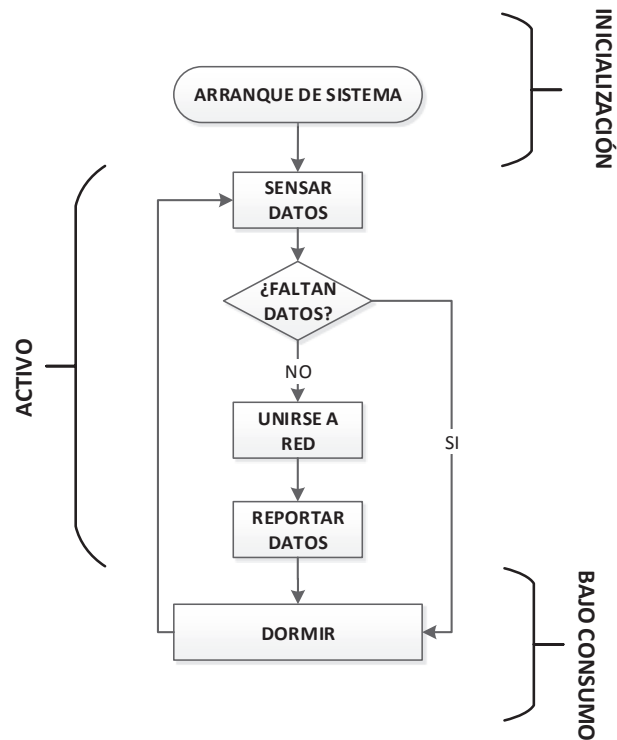 INICIALIZACIÓN
ARRANQUE DE SISTEMA
SENSAR
DATOS
¿FALTAN
DATOS?
ACTIVO
NO
UNIRSE A
RED
SI
REPORTAR
DATOS
DORMIR
BAJO CONSUMO